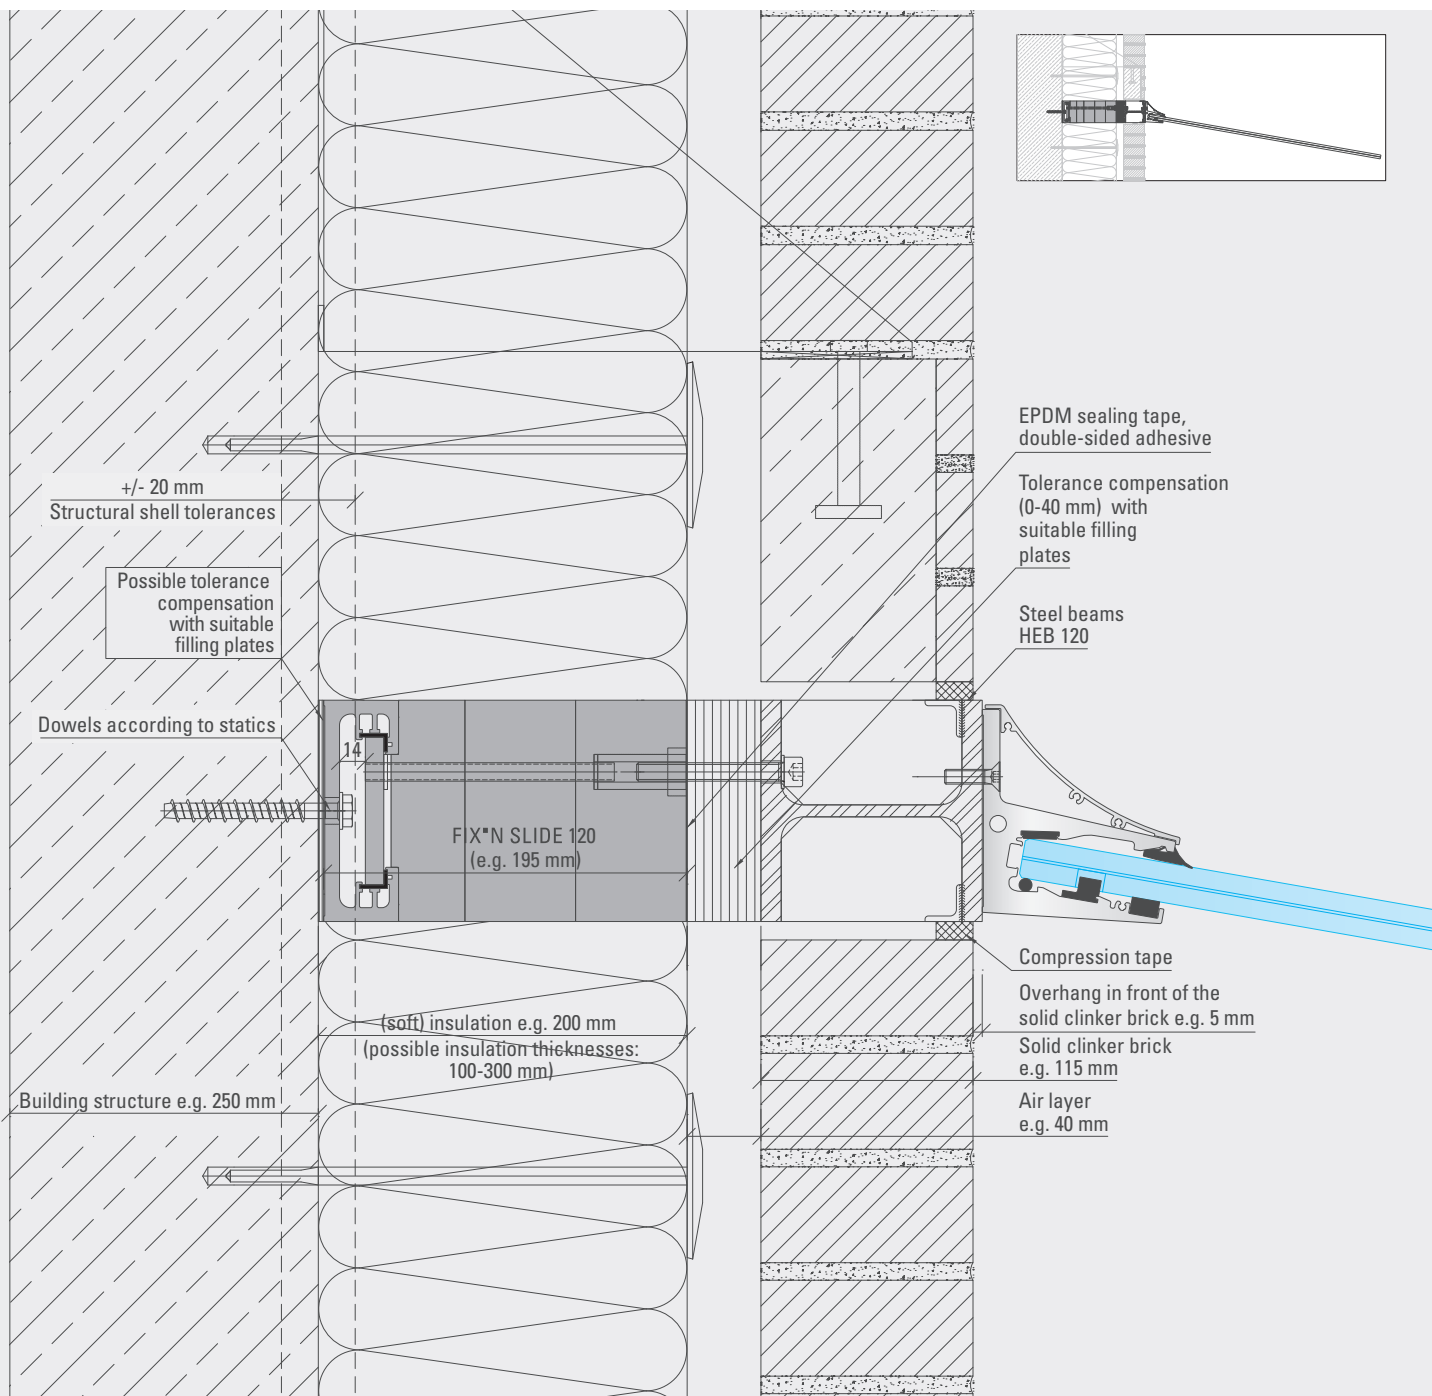 EPDM sealing tape,
double-sided adhesive
+/- 20 mm
Structural shell tolerances
Tolerance compensation
(0-40 mm) with
suitable filling
plates
Possible tolerance
compensation
with suitable
filling plates
Steel beams
HEB 120
Dowels according to statics
14
FIX"N SLIDE 120
(e.g. 195 mm)
Compression tape
Overhang in front of the
solid clinker brick e.g. 5 mm
(soft) insulation e.g. 200 mm
(possible insulation thicknesses:
100-300 mm)
Solid clinker brick
e.g. 115 mm
Building structure e.g. 250 mm
Air layer
e.g. 40 mm